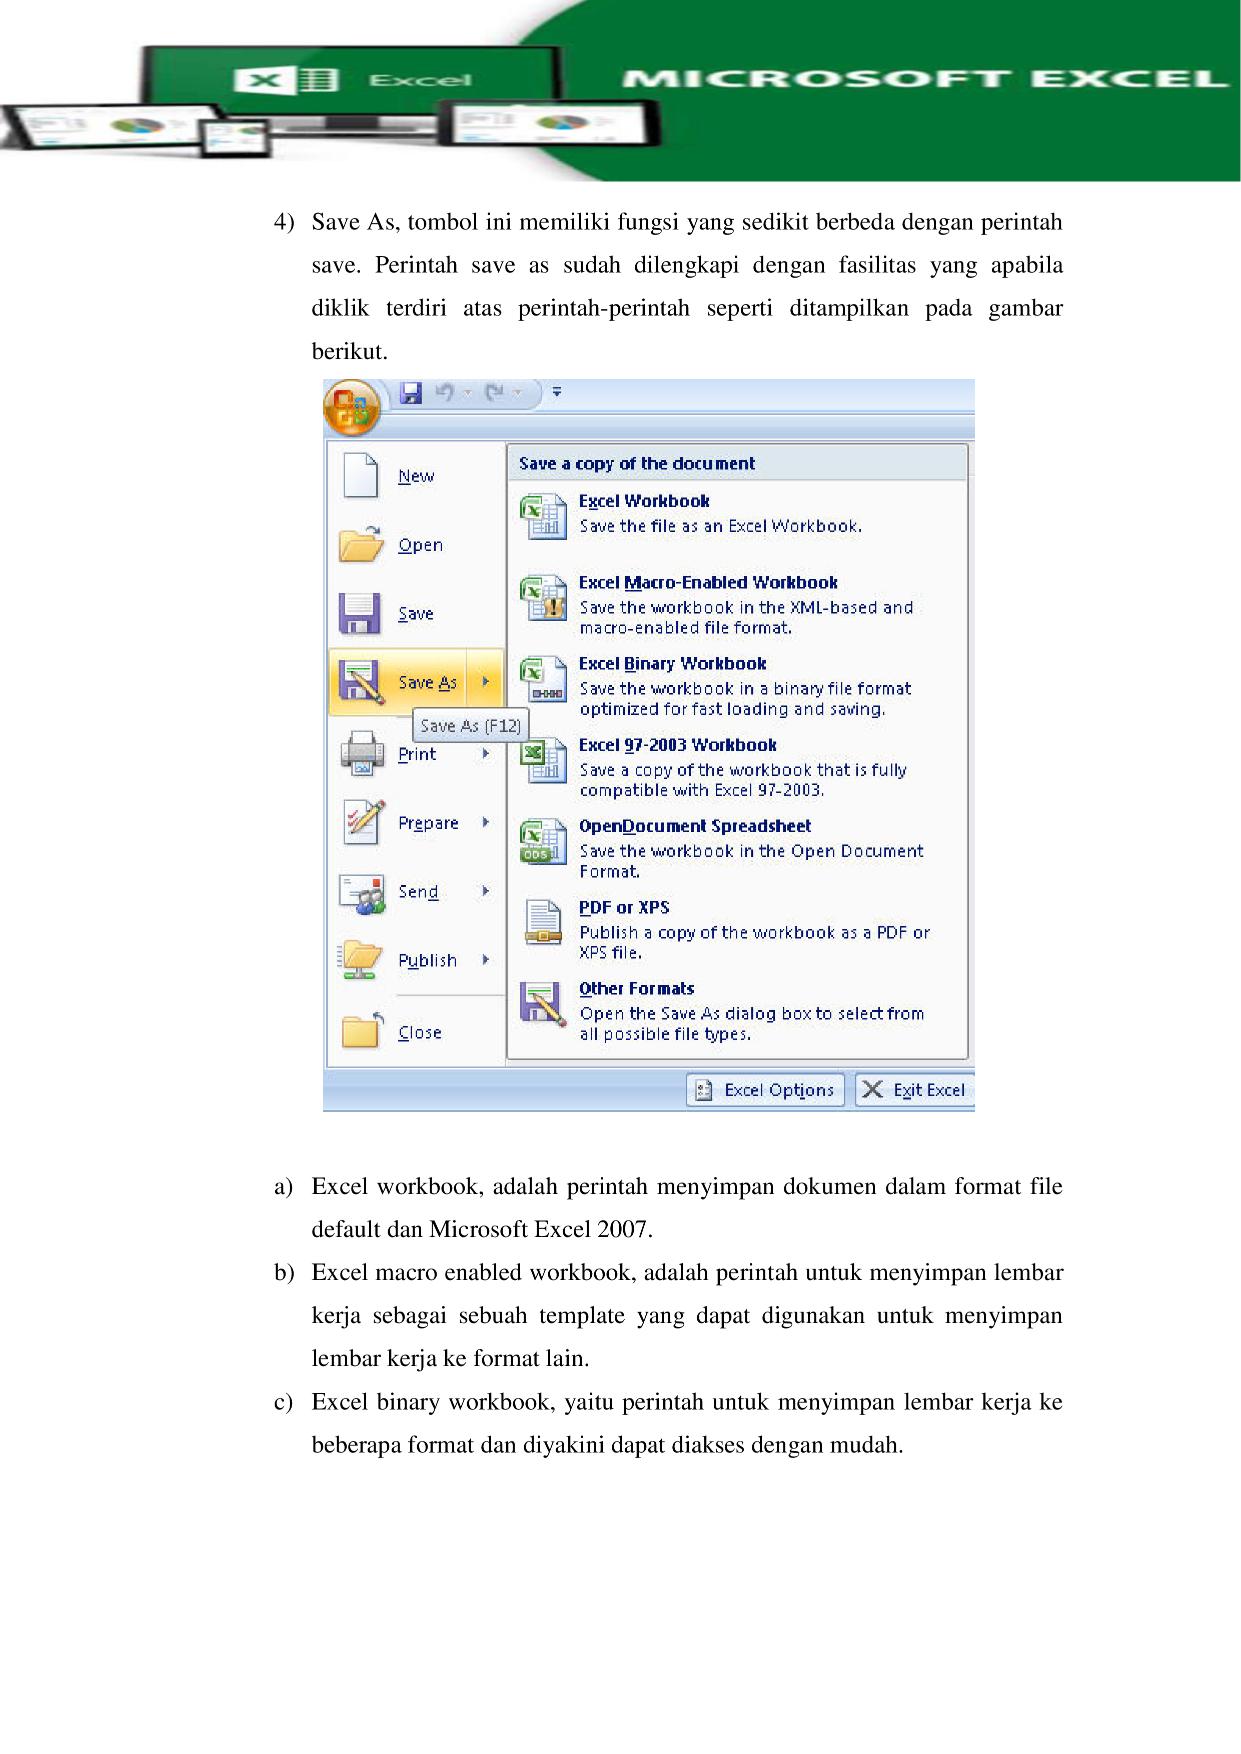 Excel
MICROSOFT EXCEL
4) Save As, tombol ini memiliki fungsi yang sedikit berbeda dengan perintah
save. Perintah save as sudah dilengkapi dengan fasilitas yang apabila
diklik terdiri atas perintah-perintah seperti ditampilkan pada gambar
berikut.
New
Open
Save
Save As
Save As (F12)
Print
Prepare
Send
Publish
Close
Save a copy of the document
Excel Workbook
Save the file as an Excel Workbook.
Excel Macro-Enabled Workbook
Save the workbook in the XML-based and
macro-enabled file format.
Excel Binary Workbook
Save the workbook in a binary file format
optimized for fast loading and saving.
Excel 97-2003 Workbook
Save a copy of the workbook that is fully
compatible with Excel 97-2003.
OpenDocument Spreadsheet
Save the workbook in the Open Document
Format.
ODS
PDF or XPS
Publish a copy of the workbook as a PDF or
XPS file.
Other Formats
Open the Save As dialog box to select from
all possible file types.
Excel Options
Exit Excel
a) Excel workbook, adalah perintah menyimpan dokumen dalam format file
default dan Microsoft Excel 2007.
b) Excel macro enabled workbook, adalah perintah untuk menyimpan lembar
kerja sebagai sebuah template yang dapat digunakan untuk menyimpan
lembar kerja ke format lain.
c) Excel binary workbook, yaitu perintah untuk menyimpan lembar kerja ke
beberapa format dan diyakini dapat diakses dengan mudah.